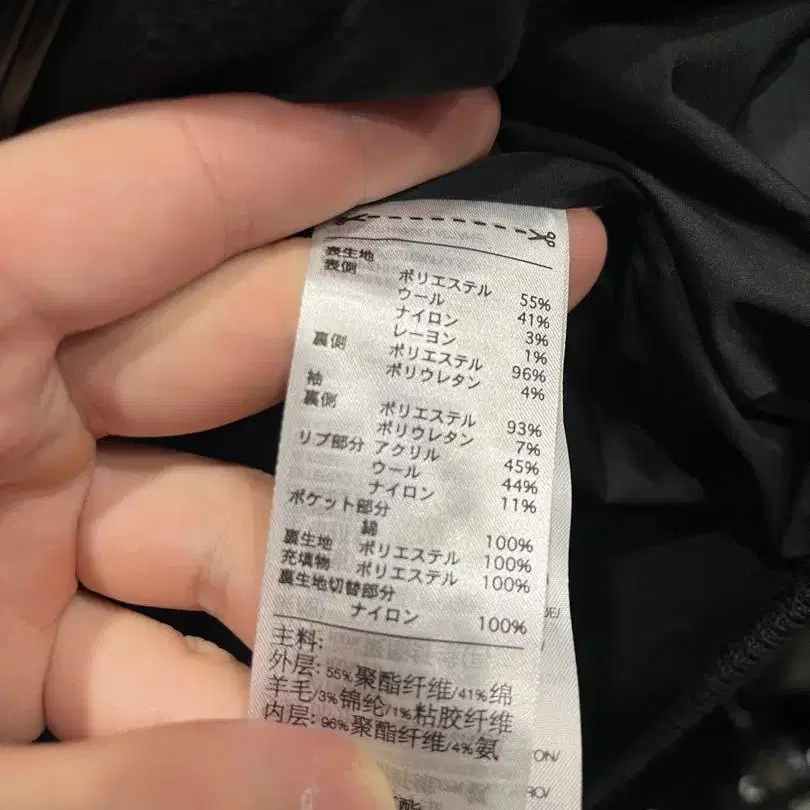 表生地
表側 ポリエステル 55%
ウール 41%
ナイロン 3%
レーヨン 1%
裏側 ポリエステル 96%
ポリウレタン 4%
袖
裏側 ポリエステル 93%
ポリウレタン 7%
リブ部分 アクリル 45%
ウール 44%
ナイロン 11%
ポケット部分
綿 100%
裏生地 ポリエステル 100%
充填物 ポリエステル 100%
裏生地切替部分
ナイロン 100%
主料:
外层: 55%聚酯纤维/41%绵
羊毛/3%锦纶/1%粘胶纤维
内层: 96%聚酯纤维/4%氨